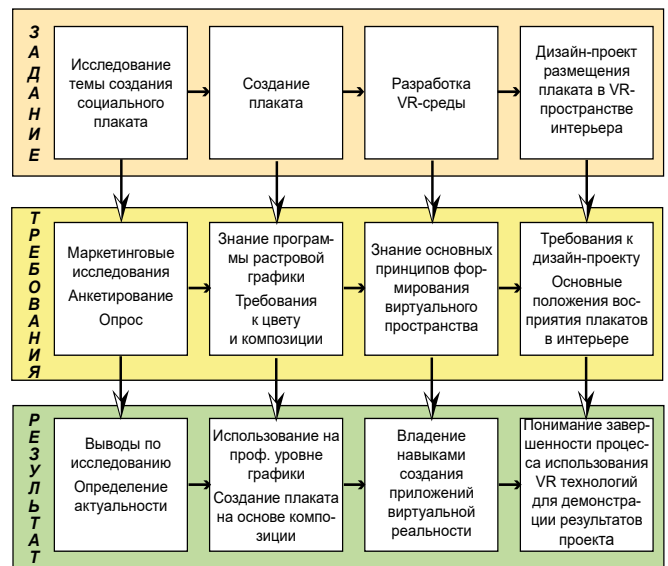 ЗАДАНИЕ
Исследование
темы создания
социального
плаката
Создание
плаката
Разработка
VR-среды
Дизайн-проект
размещения
плаката в VR-
пространстве
интерьера
ТРЕБОВАНИЯ
Маркетинговые
исследования
Анкетирование
Опрос
Знание програм-
мы растровой
графики
Требования
к цвету
и композиции
Знание основных
принципов фор-
мирования
виртуального
пространства
Требования к
дизайн-проекту
Основные
положения вос-
приятия плакатов
в интерьере
РЕЗУЛЬТАТ
Выводы по
исследованию
Определение
актуальности
Использование на
проф. уровне
графики
Создание плаката
на основе компо-
зиции
Владение
навыками
создания
приложений
виртуальной
реальности
Понимание завер-
шенности процес-
са использования
VR технологий
для демонстра-
ции результатов
проекта